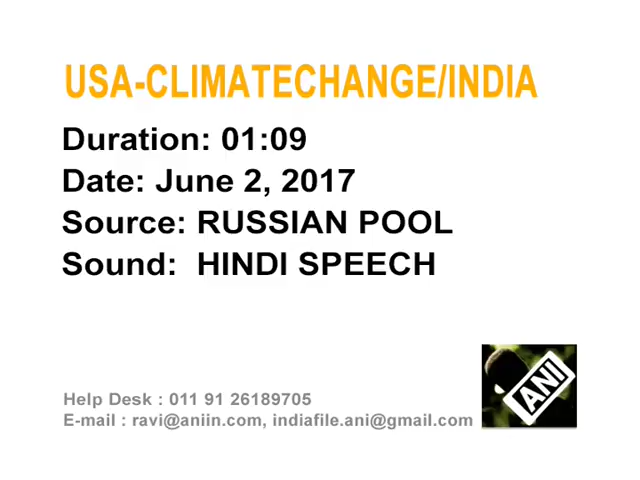 USA-CLIMATECHANGE/INDIA
Duration: 01:09
Date: June 2, 2017
Source: RUSSIAN POOL
Sound: HINDI SPEECH
Help Desk : 011 91 26189705
E-mail : ravi@aniin.com, indiafile.ani@gmail.com
ANI